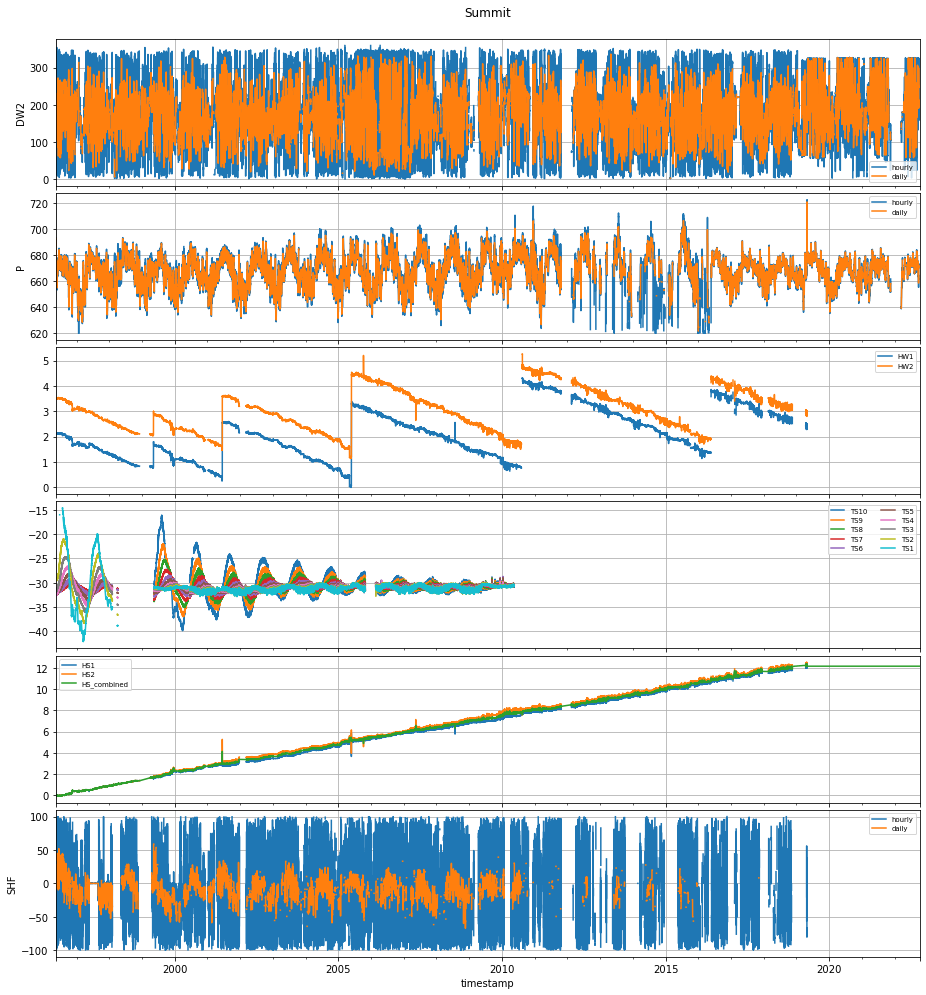 Summit
DW2
300
200
100
0
hourly
daily
P
720
700
680
660
640
620
hourly
daily
5
4
3
2
1
0
HW1
HW2
−15
−20
−25
−30
−35
−40
TS10 TS5
TS9 TS4
TS8 TS3
TS7 TS2
TS6 TS1
12
10
8
6
4
2
0
HS1
HS2
HS_combined
SHF
100
50
0
−50
−100
hourly
daily
2000 2005 2010 2015 2020
timestamp